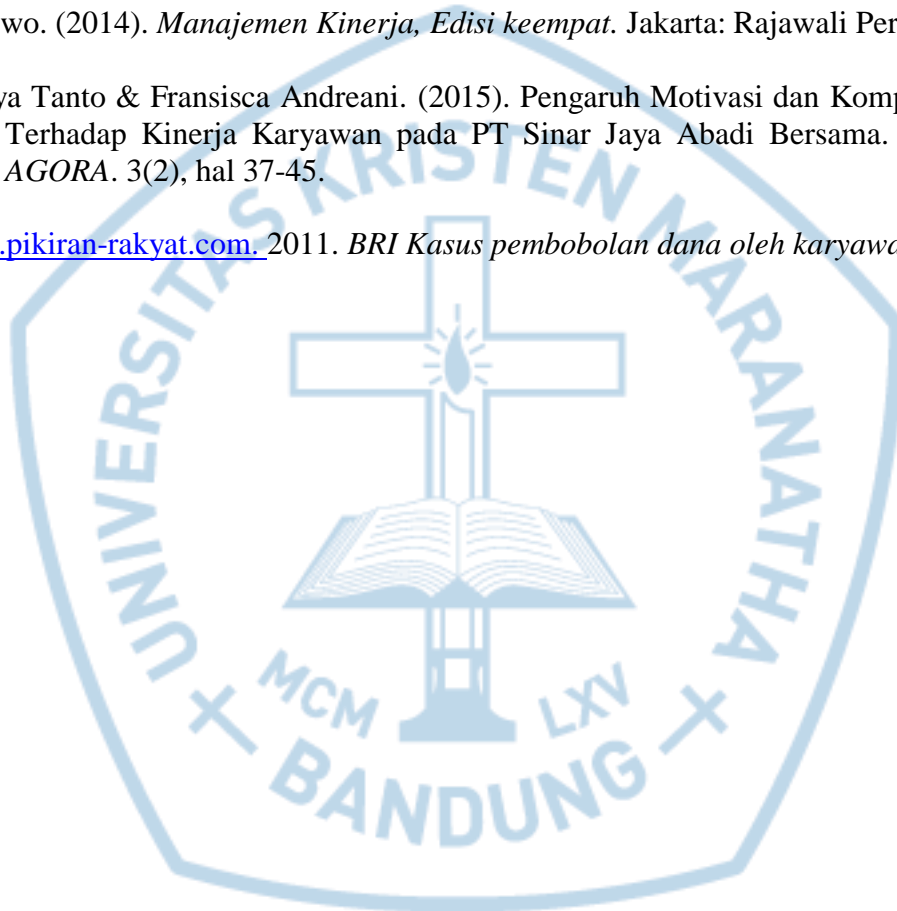 wo. (2014). Manajemen Kinerja, Edisi keempat. Jakarta: Rajawali Per
ya Tanto & Fransisca Andreani. (2015). Pengaruh Motivasi dan Komp
Terhadap Kinerja Karyawan pada PT Sinar Jaya Abadi Bersama.
AGORA. 3(2), hal 37-45.
.pikiran-rakyat.com. 2011. BRI Kasus pembobolan dana oleh karyawa
UNIVERSITAS KRISTEN MARANATHA
MCM LXV
BANDUNG